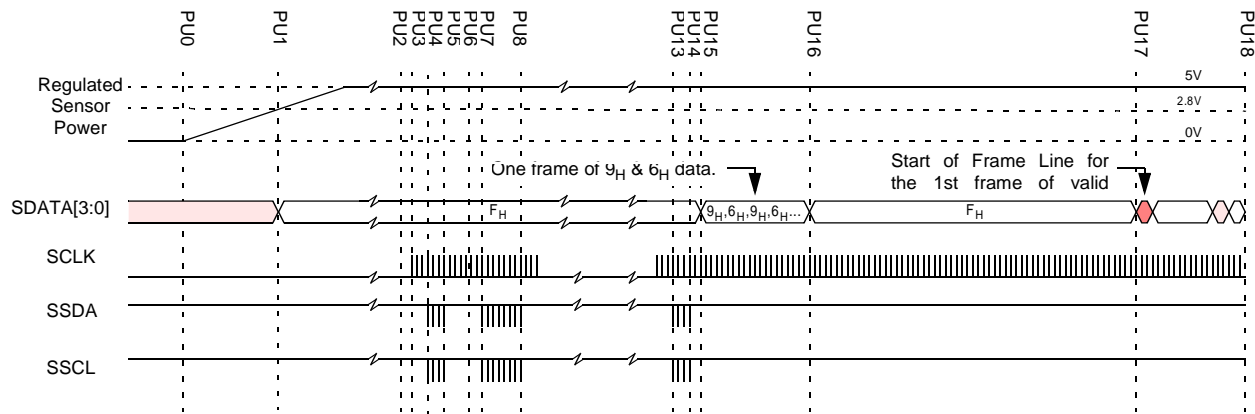 PU0
PU1
PU2
PU3
PU4
PU5
PU6
PU7
PU8
PU13
PU14
PU15
PU16
PU17
PU18
Regulated
Sensor
Power
5V
2.8V
0V
One frame of 9H & 6H data.
Start of Frame Line for
the 1st frame of valid
SDATA[3:0]
FH
9H,6H,9H,6H...
FH
SCLK
SSDA
SSCL